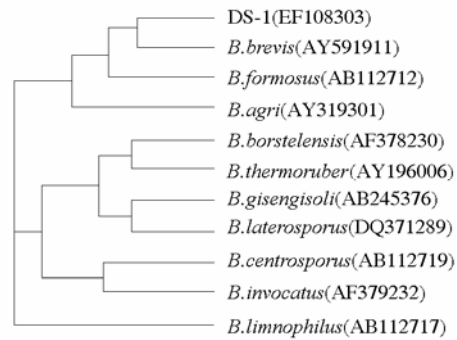 DS-1(EF108303)
B.brevis(AY591911)
B.formosus(AB112712)
B.agri(AY319301)
B.borstelensis(AF378230)
B.thermoruber(AY196006)
B.gisengisoli(AB245376)
B.laterosporus(DQ371289)
B.centrosporus(AB112719)
B.invocatus(AF379232)
B.limnophilus(AB112717)